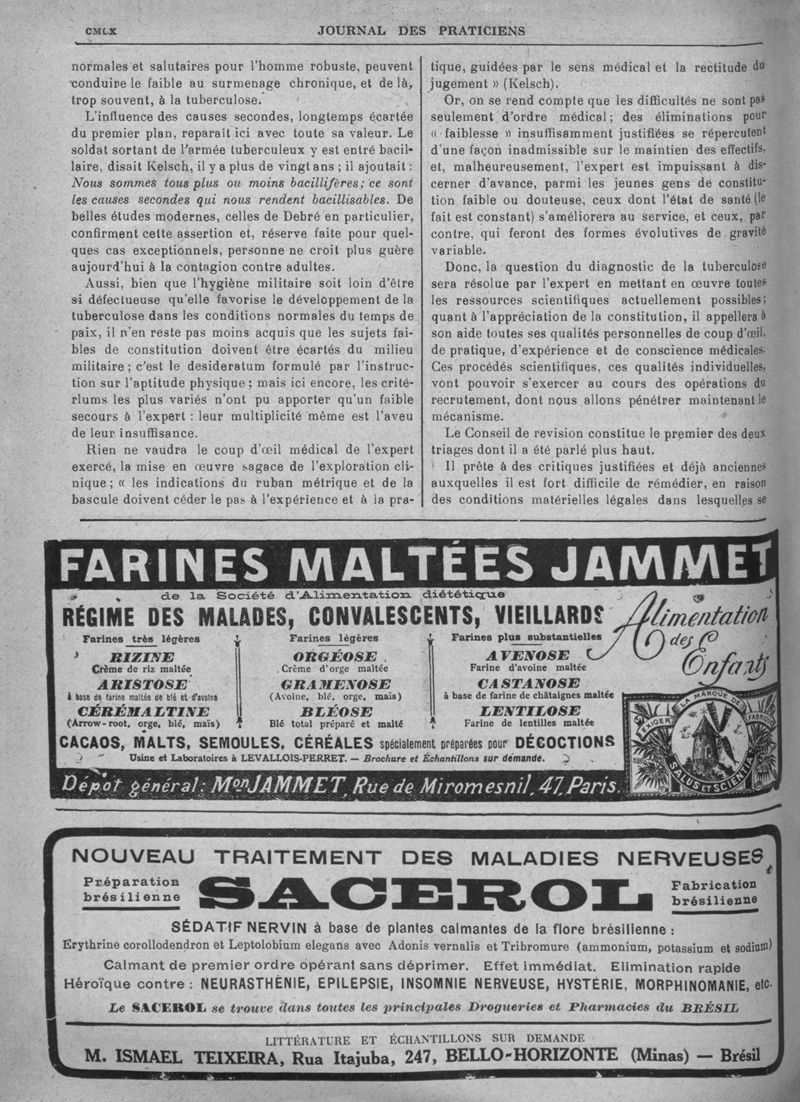 CMLX
JOURNAL DES PRATICIENS
normales et salutaires pour l'homme robuste, peuvent
conduire le faible au surmenage chronique, et de là,
trop souvent, à la tuberculose.
L'influence des causes secondes, longtemps écartée
du premier plan, reparaît ici avec toute sa valeur. Le
soldat sortant de l'armée tuberculeux y est entré bacil-
laire, disait Kelsch, il y a plus de vingt ans ; il ajoutait :
Nous sommes tous plus ou moins bacillifères; ce sont
les causes secondes qui nous rendent bacillisables. De
belles études modernes, celles de Debré en particulier,
confirment cette assertion et, réserve faite pour quel-
ques cas exceptionnels, personne ne croit plus guère
aujourd'hui à la contagion contre adultes.
Aussi, bien que l'hygiène militaire soit loin d'être
si défectueuse qu'elle favorise le développement de la
tuberculose dans les conditions normales du temps de
paix, il n'en reste pas moins acquis que les sujets fai-
bles de constitution doivent être écartés du milieu
militaire ; c'est le desideratum formulé par l'instruc-
tion sur l'aptitude physique ; mais ici encore, les crité-
riums les plus variés n'ont pu apporter qu'un faible
secours à l'expert : leur multiplicité même est l'aveu
de leur insuffisance.
Rien ne vaudra le coup d'œil médical de l'expert
exercé, la mise en œuvre sagace de l'exploration cli-
nique ; « les indications du ruban métrique et de la
bascule doivent céder le pas à l'expérience et à la pra-
tique, guidées par le sens médical et la rectitude du
jugement » (Kelsch).
Or, on se rend compte que les difficultés ne sont pas
seulement d'ordre médical ; des éliminations pour
« faiblesse » insuffisamment justifiées se répercutent
d'une façon inadmissible sur le maintien des effectifs,
et, malheureusement, l'expert est impuissant à dis-
cerner d'avance, parmi les jeunes gens de constitu-
tion faible ou douteuse, ceux dont l'état de santé (le
fait est constant) s'améliorera au service, et ceux, par
contre, qui feront des formes évolutives de gravité
variable.
Donc, la question du diagnostic de la tuberculose
sera résolue par l'expert en mettant en œuvre toutes
les ressources scientifiques actuellement possibles;
quant à l'appréciation de la constitution, il appellera à
son aide toutes ses qualités personnelles de coup d'œil,
de pratique, d'expérience et de conscience médicales.
Ces procédés scientifiques, ces qualités individuelles,
vont pouvoir s'exercer au cours des opérations du
recrutement, dont nous allons pénétrer maintenant le
mécanisme.
Le Conseil de revision constitue le premier des deux
triages dont il a été parlé plus haut.
Il prête à des critiques justifiées et déjà anciennes
auxquelles il est fort difficile de remédier, en raison
des conditions matérielles légales dans lesquelles se
FARINES MALTÉES JAMMET
de la Société d'Alimentation diététique
RÉGIME DES MALADES, CONVALESCENTS, VIEILLARDS
Alimentation
des
Enfants
Farines très légères
RIZINE
Crème de riz maltée
ARISTOSE
à base de farine maltée de blé et d'avoine
CÉRÉMALTINE
(Arrow-root, orge, blé, maïs)
Farines légères
ORGÉOSE
Crème d'orge maltée
GRAMENOSE
(Avoine, blé, orge, maïs)
BLÉOSE
Blé total préparé et malté
Farines plus substantielles
AVENOSE
Farine d'avoine maltée
CASTANOSE
à base de farine de châtaignes maltée
LENTILOSE
Farine de lentilles maltée
CACAOS, MALTS, SEMOULES, CÉRÉALES spécialement préparées pour DÉCOCTIONS
Usine et Laboratoires à LEVALLOIS-PERRET. — Brochure et Échantillons sur demande.
EXIGER LA MARQUE DE FABRIQUE
SALUS ET SCIENTIA
Dépôt général: Mon JAMMET, Rue de Miromesnil, 47, Paris.
NOUVEAU TRAITEMENT DES MALADIES NERVEUSES
Préparation
brésilienne
SACEROL
Fabrication
brésilienne
SÉDATIF NERVIN à base de plantes calmantes de la flore brésilienne :
Erythrine corollodendron et Leptolobium elegans avec Adonis vernalis et Tribromure (ammonium, potassium et sodium)
Calmant de premier ordre opérant sans déprimer. Effet immédiat. Elimination rapide
Héroïque contre : NEURASTHÉNIE, EPILEPSIE, INSOMNIE NERVEUSE, HYSTÉRIE, MORPHINOMANIE, etc.
Le SACEROL se trouve dans toutes les principales Drogueries et Pharmacies du BRÉSIL
LITTÉRATURE ET ÉCHANTILLONS SUR DEMANDE
M. ISMAEL TEIXEIRA, Rua Itajuba, 247, BELLO-HORIZONTE (Minas) — Brésil